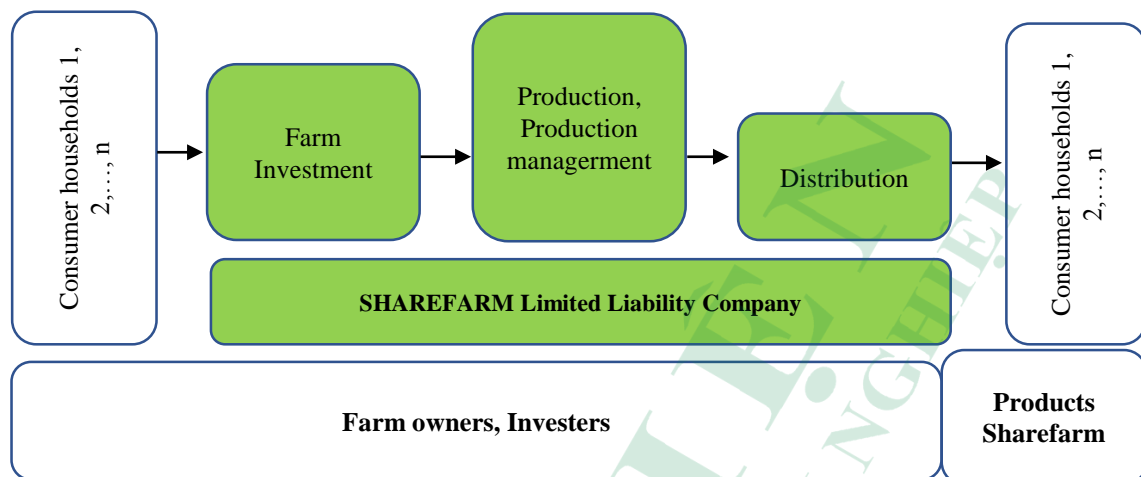 Consumer households 1,
2,…., n
Farm
Investment
Production,
Production
managerment
Distribution
Consumer households 1,
2,…., n
SHAREFARM Limited Liability Company
Farm owners, Investers
Products
Sharefarm